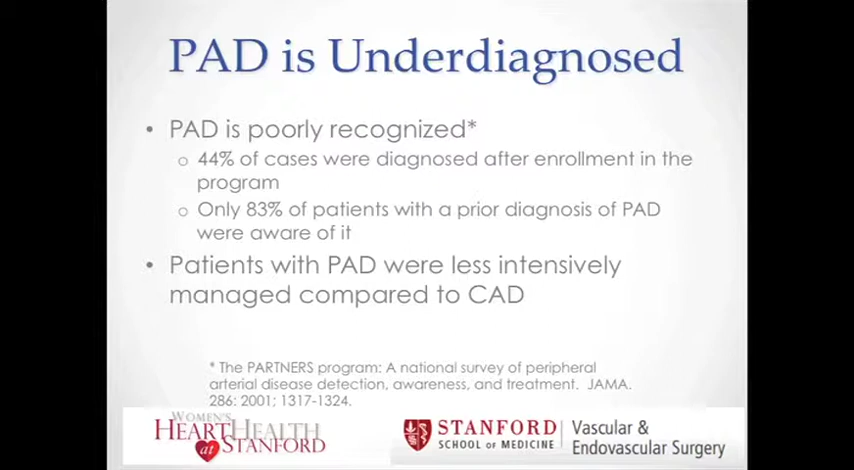 PAD is Underdiagnosed
• PAD is poorly recognized*
o 44% of cases were diagnosed after enrollment in the
program
o Only 83% of patients with a prior diagnosis of PAD
were aware of it
• Patients with PAD were less intensively
managed compared to CAD
* The PARTNERS program: A national survey of peripheral
arterial disease detection, awareness, and treatment. JAMA.
286: 2001; 1317-1324.
WOMEN'S
HEARTHEALTH
at STANFORD
STANFORD
SCHOOL OF MEDICINE
Vascular &
Endovascular Surgery